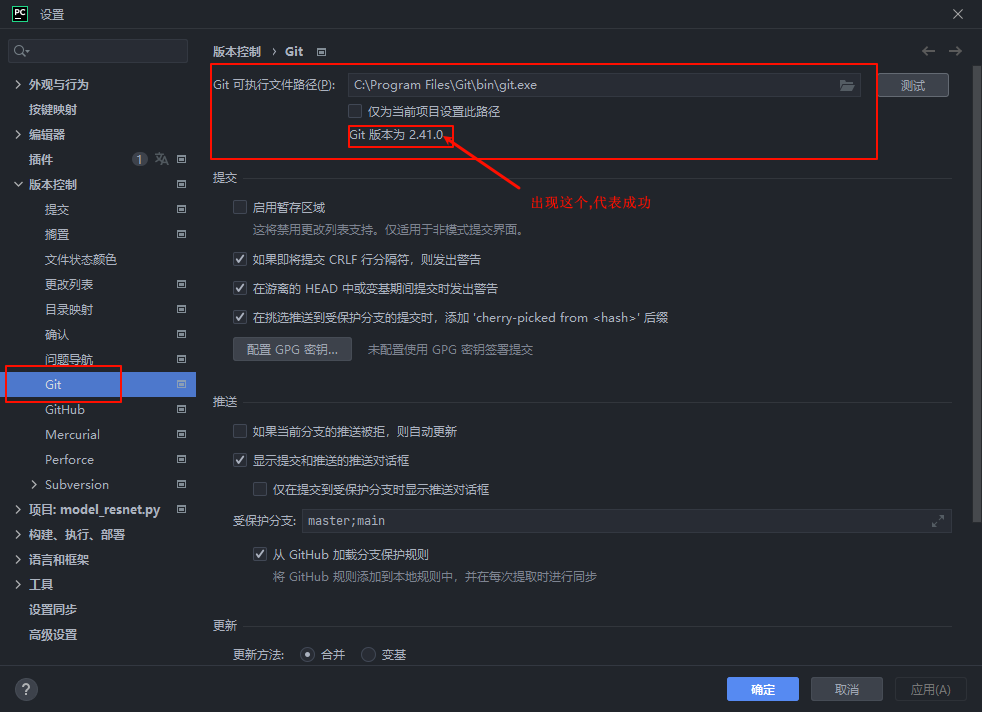 PC
设置
版本控制 › Git
外观与行为
按键映射
编辑器
插件 1
版本控制
提交
搁置
文件状态颜色
更改列表
目录映射
确认
问题导航
Git
GitHub
Mercurial
Perforce
Subversion
项目: model_resnet.py
构建、执行、部署
语言和框架
工具
设置同步
高级设置
Git 可执行文件路径(P): C:\Program Files\Git\bin\git.exe 测试
仅为当前项目设置此路径
Git 版本为 2.41.0
出现这个,代表成功
提交
启用暂存区域
这将禁用更改列表支持。仅适用于非模式提交界面。
如果即将提交 CRLF 行分隔符，则发出警告
在游离的 HEAD 中或变基期间提交时发出警告
在挑选推送到受保护分支的提交时，添加 'cherry-picked from <hash>' 后缀
配置 GPG 密钥... 未配置使用 GPG 密钥签署提交
推送
如果当前分支的推送被拒，则自动更新
显示提交和推送的推送对话框
仅在提交到受保护分支时显示推送对话框
受保护分支: master;main
从 GitHub 加载分支保护规则
将 GitHub 规则添加到本地规则中，并在每次提取时进行同步
更新
更新方法: 合并 变基
? 确定 取消 应用(A)